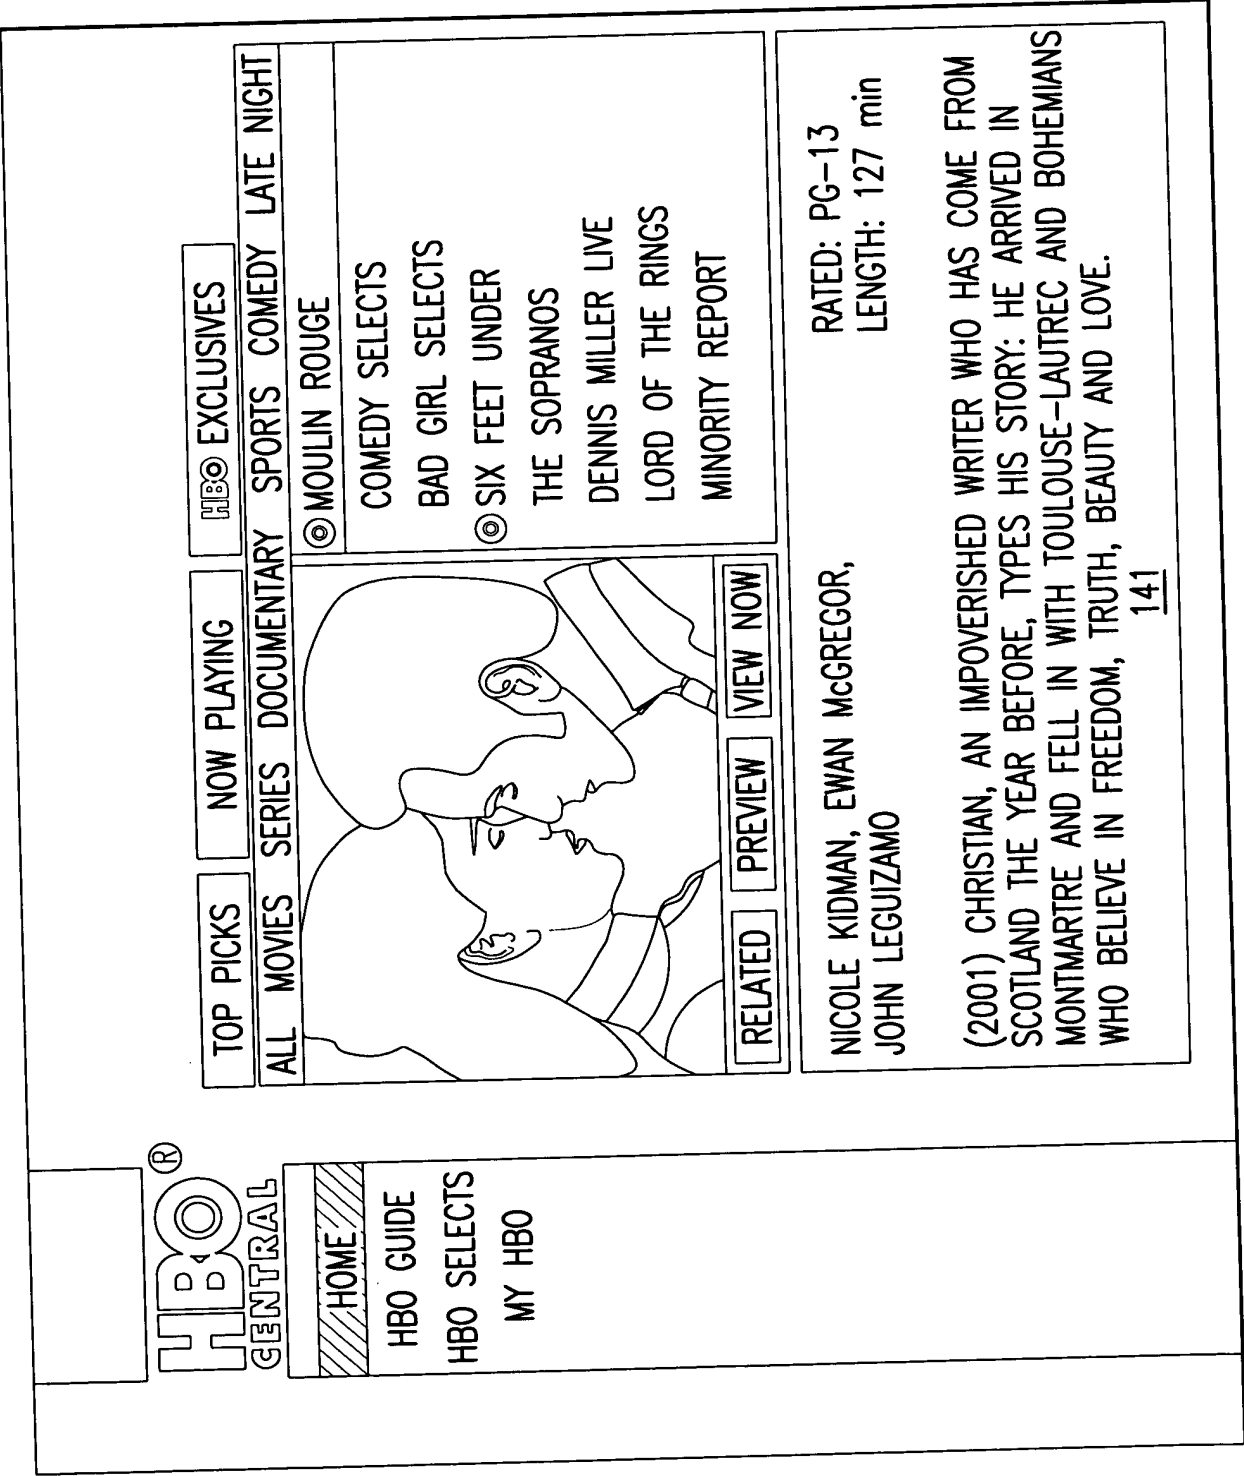 HBO®
CENTRAL
HOME
HBO GUIDE
HBO SELECTS
MY HBO
TOP PICKS
NOW PLAYING
HBO EXCLUSIVES
ALL MOVIES SERIES DOCUMENTARY SPORTS COMEDY LATE NIGHT
MOULIN ROUGE
COMEDY SELECTS
BAD GIRL SELECTS
SIX FEET UNDER
THE SOPRANOS
DENNIS MILLER LIVE
LORD OF THE RINGS
MINORITY REPORT
RELATED
PREVIEW
VIEW NOW
NICOLE KIDMAN, EWAN McGREGOR,
JOHN LEGUIZAMO
RATED: PG-13
LENGTH: 127 min
(2001) CHRISTIAN, AN IMPOVERISHED WRITER WHO HAS COME FROM
SCOTLAND THE YEAR BEFORE, TYPES HIS STORY: HE ARRIVED IN
MONTMARTRE AND FELL IN WITH TOULOUSE-LAUTREC AND BOHEMIANS
WHO BELIEVE IN FREEDOM, TRUTH, BEAUTY AND LOVE.
141